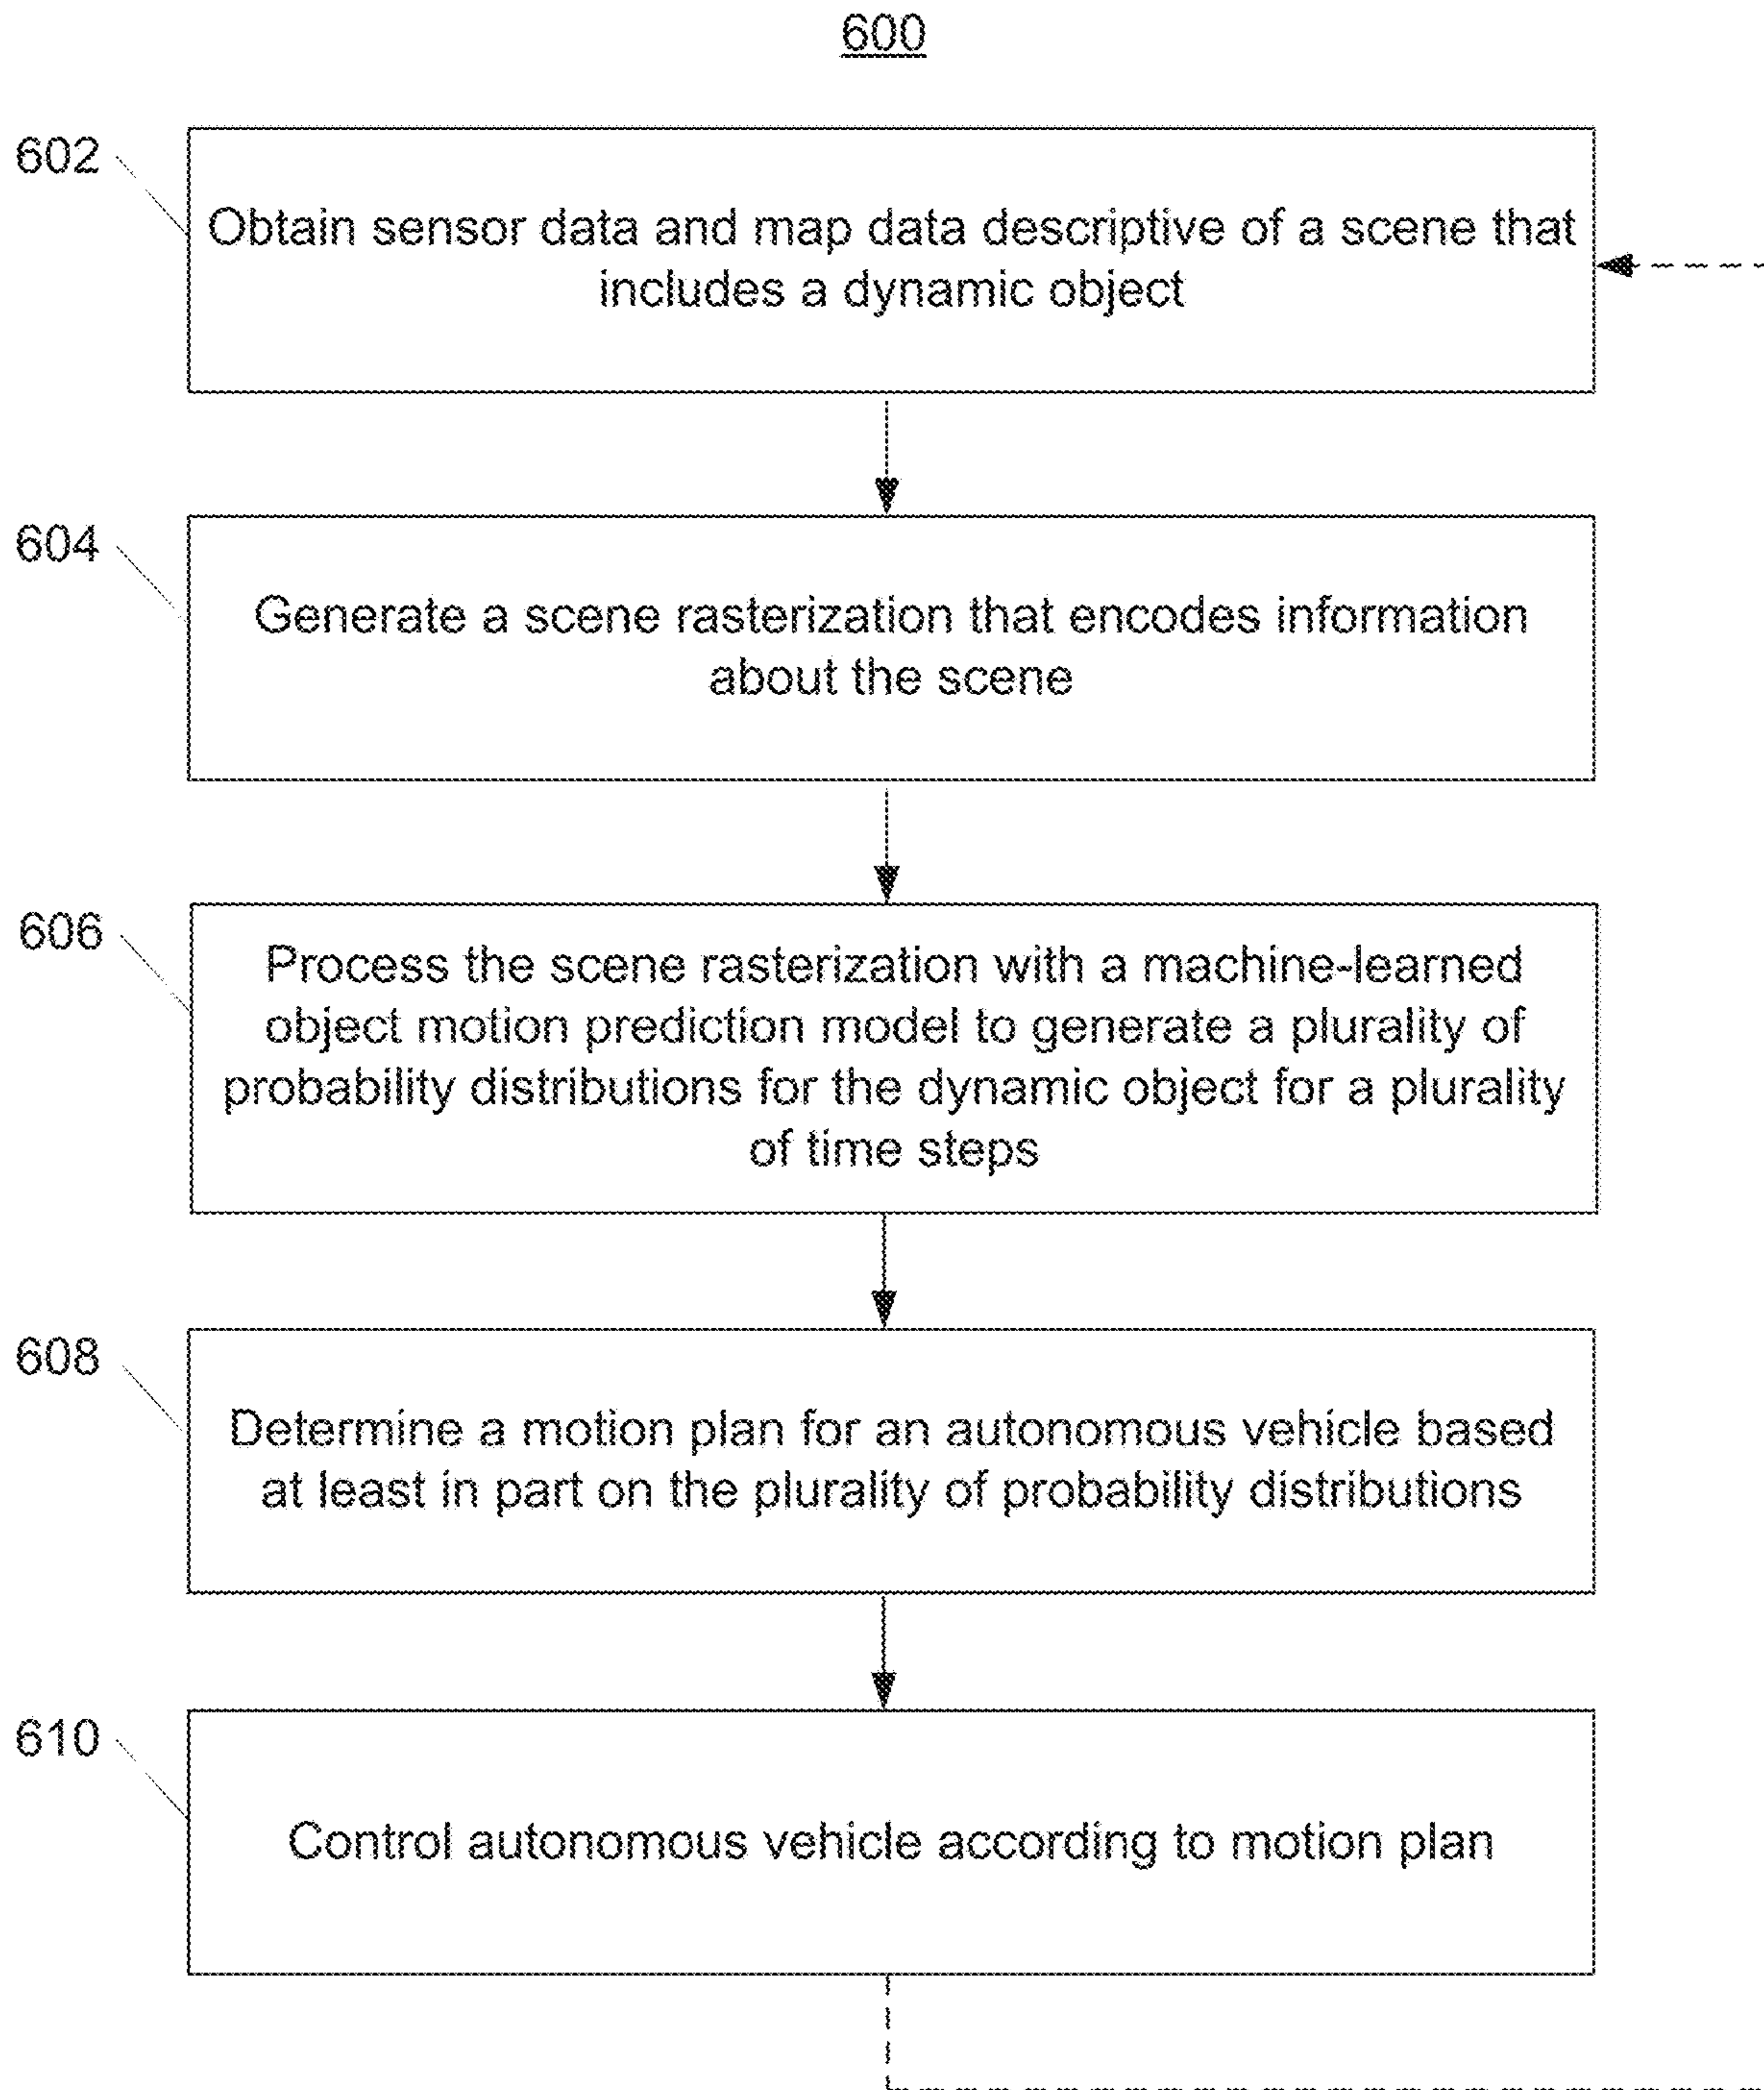 600
602
Obtain sensor data and map data descriptive of a scene that
includes a dynamic object
604
Generate a scene rasterization that encodes information
about the scene
606
Process the scene rasterization with a machine-learned
object motion prediction model to generate a plurality of
probability distributions for the dynamic object for a plurality
of time steps
608
Determine a motion plan for an autonomous vehicle based
at least in part on the plurality of probability distributions
610
Control autonomous vehicle according to motion plan